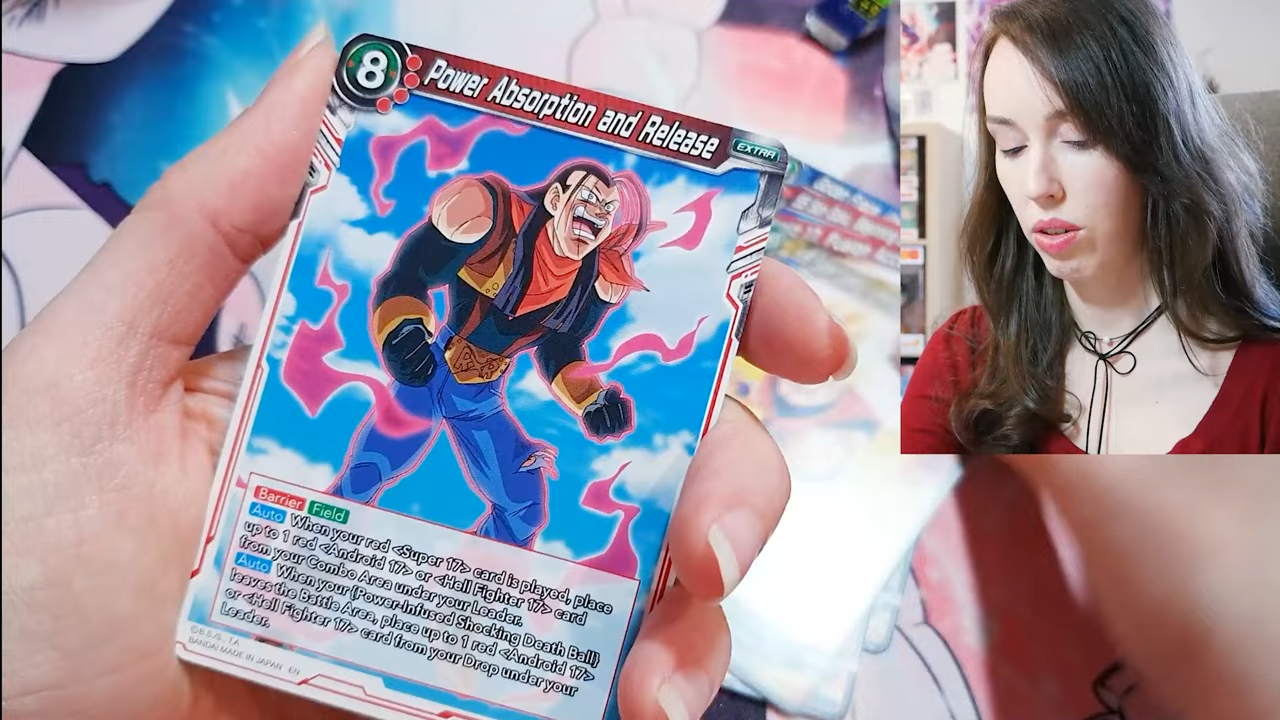 8
Power Absorption and Release
EXTRA
Barrier Field
Auto When your red <Super 17> card is played, place
up to 1 red <Android 17> or <Hell Fighter 17> card
from your Combo Area under your Leader.
Auto When your {Power-Infused Shocking Death Ball}
leaves the Battle Area, place up to 1 red <Android 17>
or <Hell Fighter 17> card from your Drop under your
Leader.
©B.S./S., T.A.
BANDAI MADE IN JAPAN EN